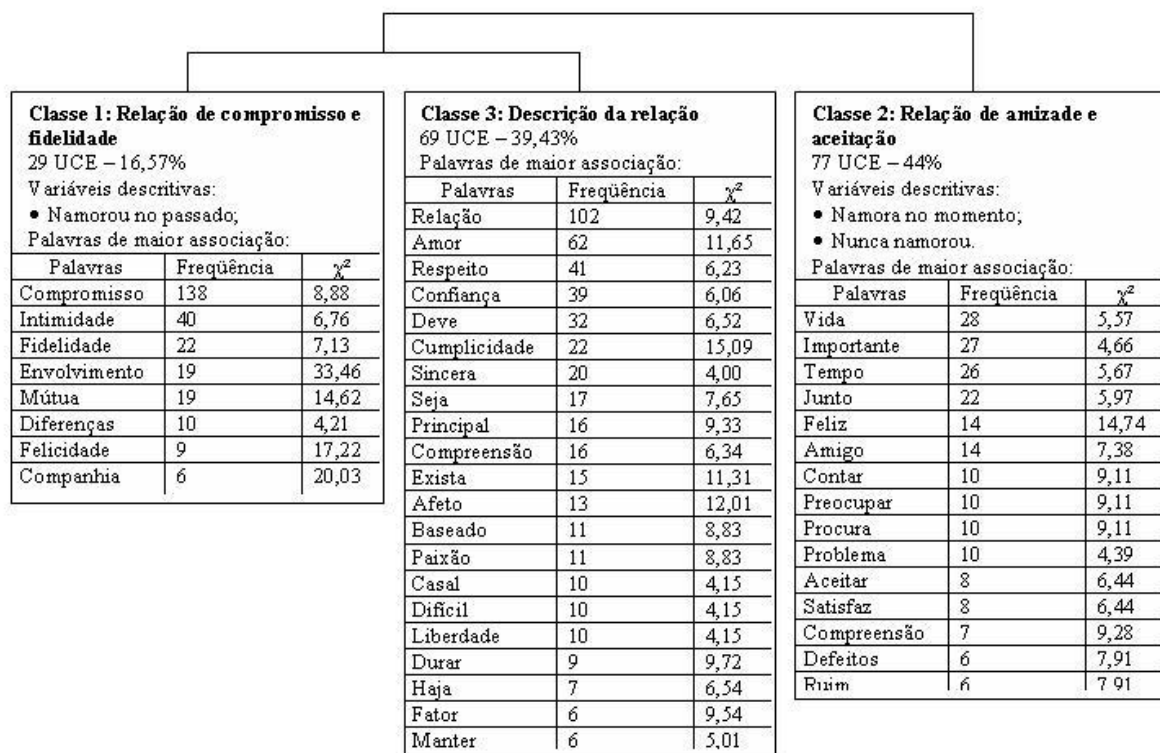 Classe 1: Relação de compromisso e
fidelidade
29 UCE – 16,57%
Variáveis descritivas:
• Namorou no passado;
Palavras de maior associação:
Palavras Freqüência χ²
Compromisso 138 8,88
Intimidade 40 6,76
Fidelidade 22 7,13
Envolvimento 19 33,46
Mútua 19 14,62
Diferenças 10 4,21
Felicidade 9 17,22
Companhia 6 20,03
Classe 3: Descrição da relação
69 UCE – 39,43%
Palavras de maior associação:
Palavras Freqüência χ²
Relação 102 9,42
Amor 62 11,65
Respeito 41 6,23
Confiança 39 6,06
Deve 32 6,52
Cumplicidade 22 15,09
Sincera 20 4,00
Seja 17 7,65
Principal 16 9,33
Compreensão 16 6,34
Exista 15 11,31
Afeto 13 12,01
Baseado 11 8,83
Paixão 11 8,83
Casal 10 4,15
Difícil 10 4,15
Liberdade 10 4,15
Durar 9 9,72
Haja 7 6,54
Fator 6 9,54
Manter 6 5,01
Classe 2: Relação de amizade e
aceitação
77 UCE – 44%
Variáveis descritivas:
• Namora no momento;
• Nunca namorou.
Palavras de maior associação:
Palavras Freqüência χ²
Vida 28 5,57
Importante 27 4,66
Tempo 26 5,67
Junto 22 5,97
Feliz 14 14,74
Amigo 14 7,38
Contar 10 9,11
Preocupar 10 9,11
Procura 10 9,11
Problema 10 4,39
Aceitar 8 6,44
Satisfaz 8 6,44
Compreensão 7 9,28
Defeitos 6 7,91
Ruim 6 7,91